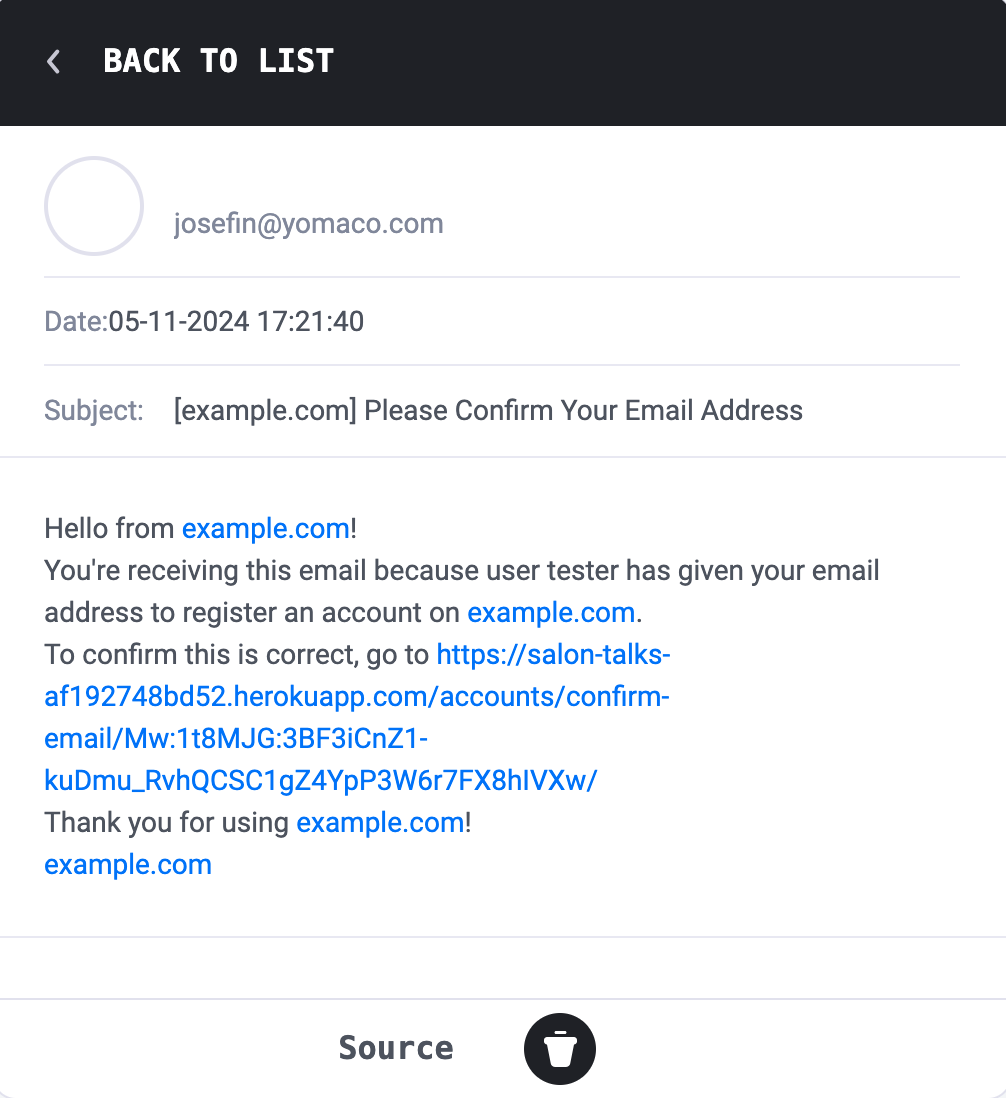 BACK TO LIST
josefin@yomaco.com
Date:05-11-2024 17:21:40
Subject: [example.com] Please Confirm Your Email Address
Hello from example.com!
You're receiving this email because user tester has given your email
address to register an account on example.com.
To confirm this is correct, go to https://salon-talks-
af192748bd52.herokuapp.com/accounts/confirm-
email/Mw:1t8MJG:3BF3iCnZ1-
kuDmu_RvhQCSC1gZ4YpP3W6r7FX8hIVXw/
Thank you for using example.com!
example.com
Source